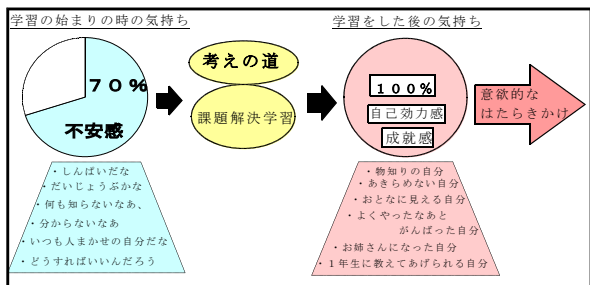 学習の始まりの時の気持ち
学習をした後の気持ち
70%
不安感
考えの道
課題解決学習
100%
自己効力感
成就感
意欲的な
はたらきかけ
・しんぱいだな
・だいじょうぶかな
・何も知らないなあ、
・分からないなあ
・いつも人まかせの自分だな
・どうすればいいんだろう
・物知りの自分
・あきらめない自分
・おとなに見える自分
・よくやったなあと
がんばった自分
・お姉さんになった自分
・1年生に教えてあげられる自分